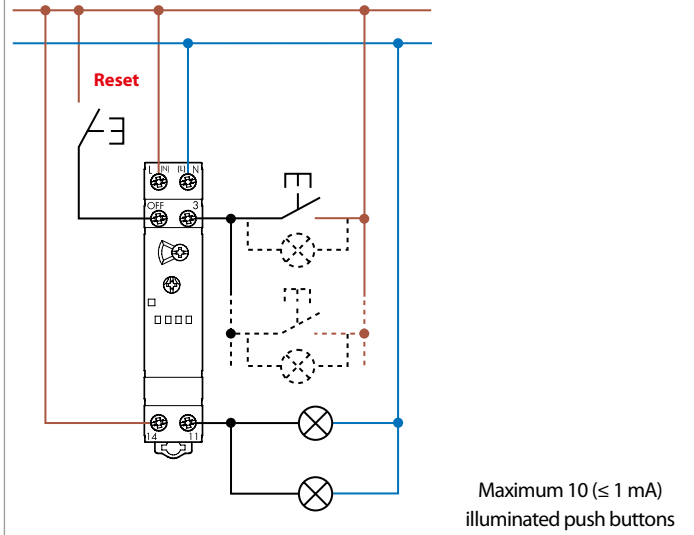 Reset
L (N) (L) N
OFF 3
14 11
Maximum 10 (≤ 1 mA)
illuminated push buttons